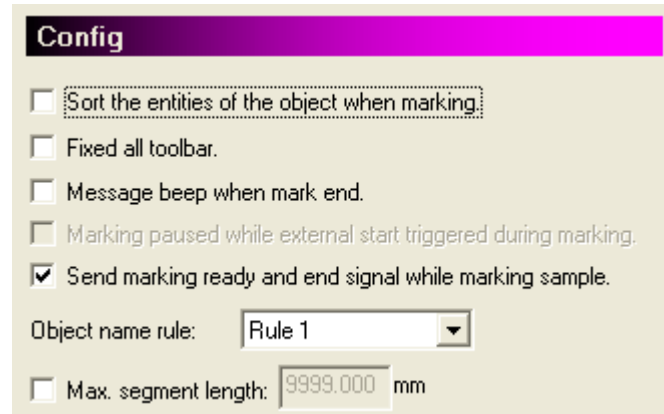 Config
Sort the entities of the object when marking.
Fixed all toolbar.
Message beep when mark end.
Marking paused while external start triggered during marking.
Send marking ready and end signal while marking sample.
Object name rule: Rule 1
Max. segment length: 9999.000 mm